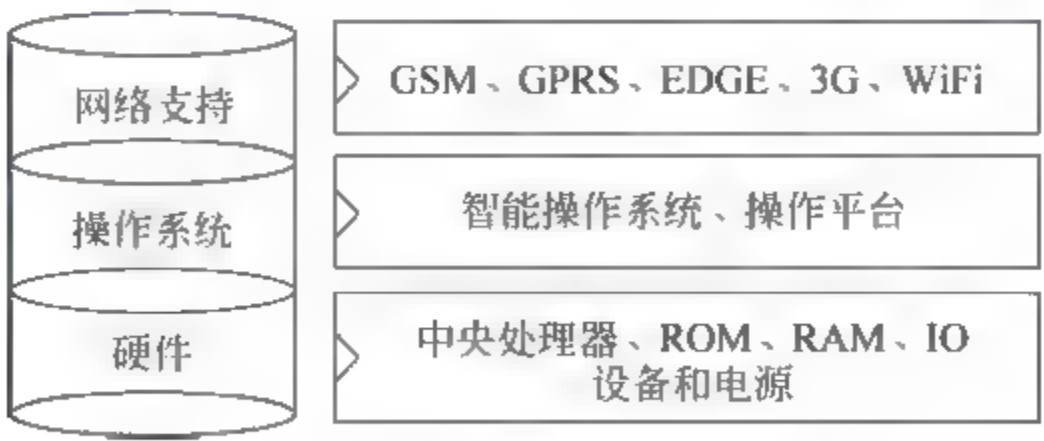 网络支持
GSM、GPRS、EDGE、3G、WiFi
操作系统
智能操作系统、操作平台
硬件
中央处理器、ROM、RAM、IO
设备和电源